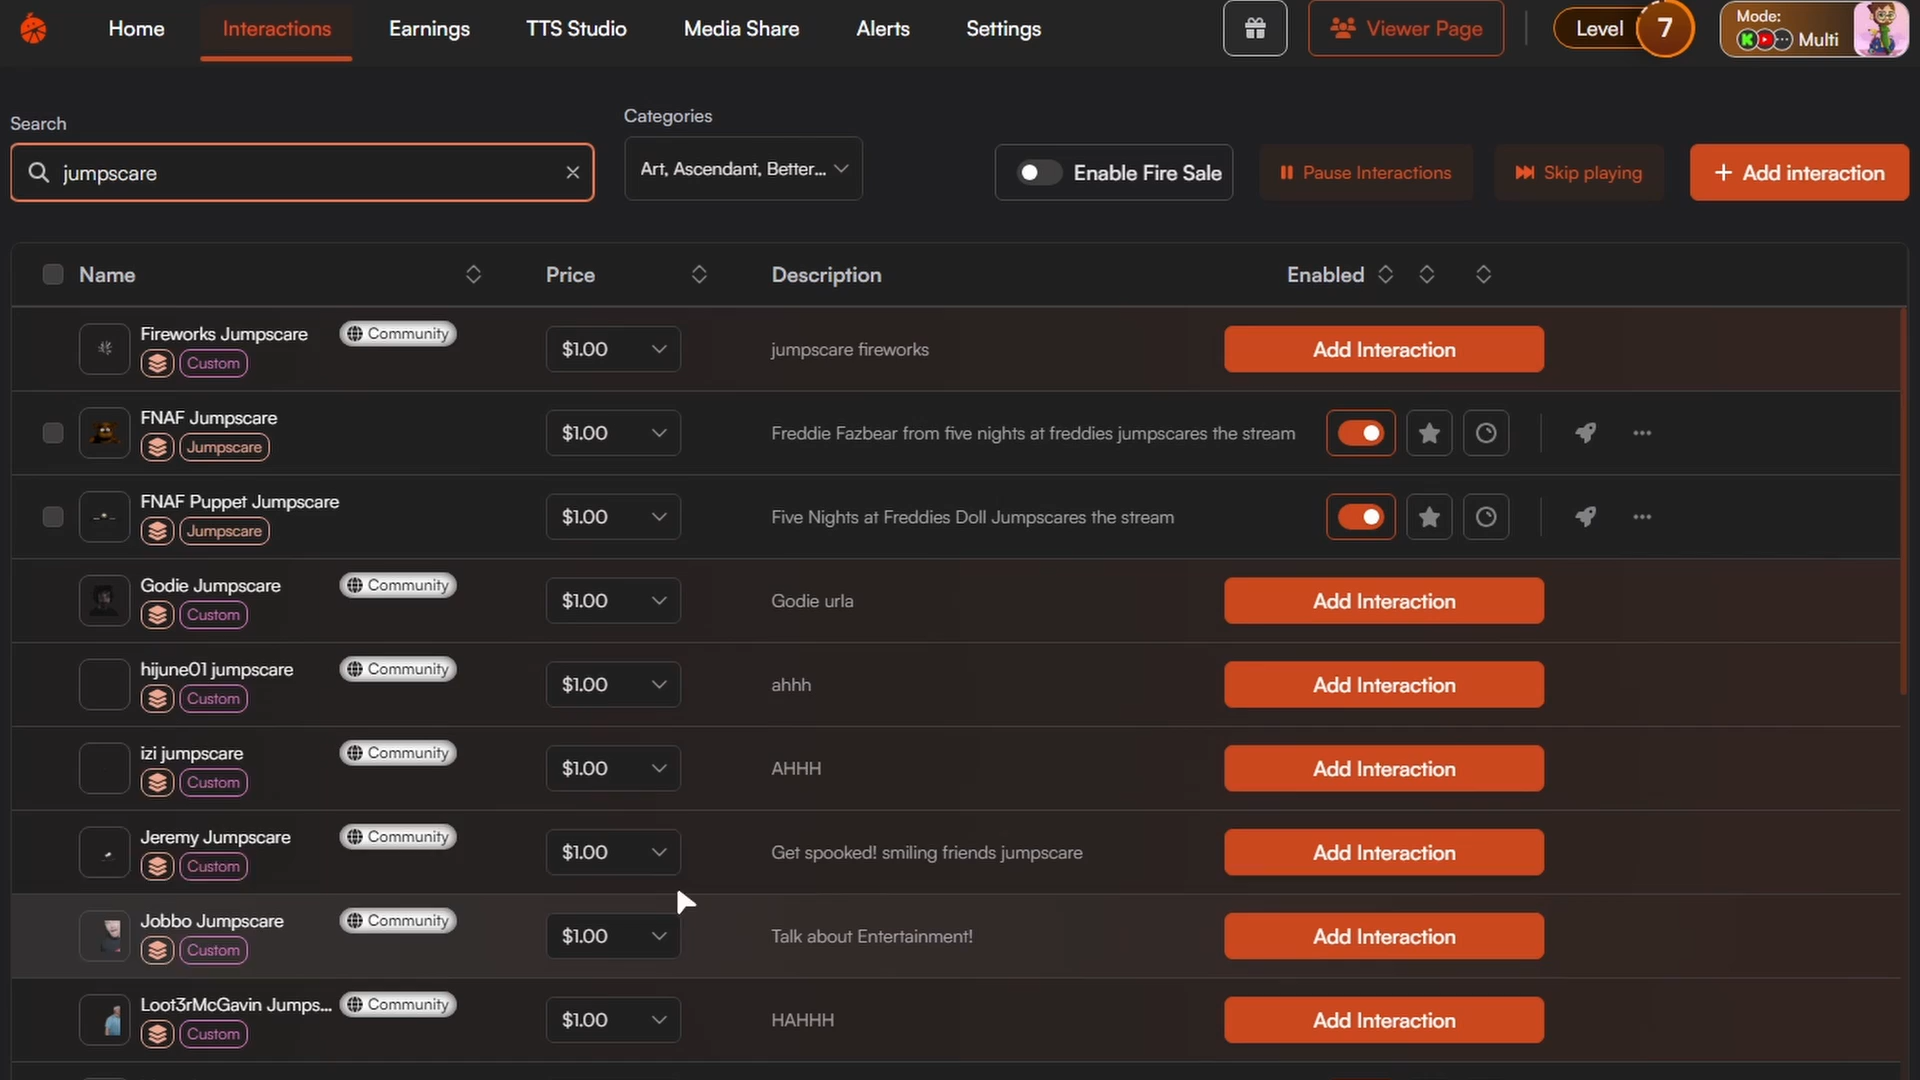 Home
Interactions
Earnings
TTS Studio
Media Share
Alerts
Settings
Viewer Page
Level 7
Mode:
Multi
Search
jumpscare
Categories
Art, Ascendant, Better...
Enable Fire Sale
Pause Interactions
Skip playing
+ Add interaction
Name Price Description Enabled
Fireworks Jumpscare Community
Custom
$1.00
jumpscare fireworks
Add Interaction
FNAF Jumpscare
Jumpscare
$1.00
Freddie Fazbear from five nights at freddies jumpscares the stream
FNAF Puppet Jumpscare
Jumpscare
$1.00
Five Nights at Freddies Doll Jumpscares the stream
Godie Jumpscare Community
Custom
$1.00
Godie urla
Add Interaction
hijune01 jumpscare Community
Custom
$1.00
ahhh
Add Interaction
izi jumpscare Community
Custom
$1.00
AHHH
Add Interaction
Jeremy Jumpscare Community
Custom
$1.00
Get spooked! smiling friends jumpscare
Add Interaction
Jobbo Jumpscare Community
Custom
$1.00
Talk about Entertainment!
Add Interaction
Loot3rMcGavin Jumps... Community
Custom
$1.00
HAHHH
Add Interaction